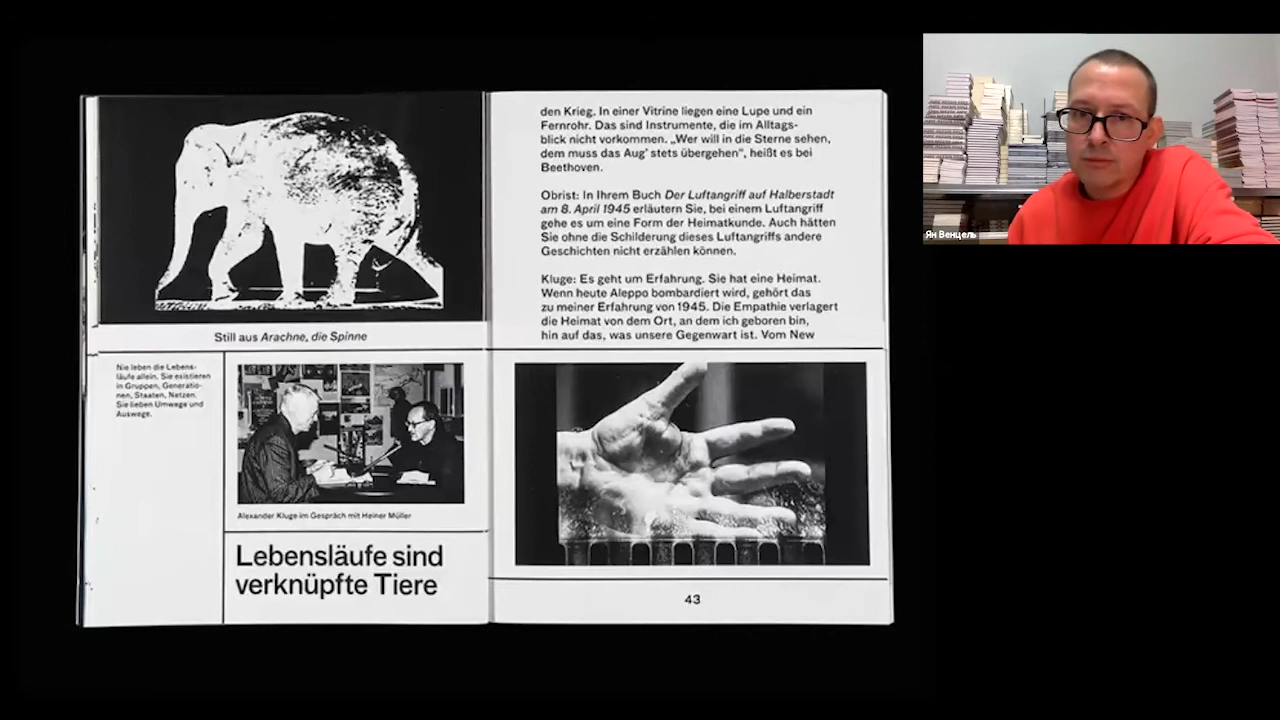 Still aus Arachne, die Spinne
Nie leben die Lebens-
läufe allein. Sie existieren
in Gruppen, Generatio-
nen, Staaten, Netzen.
Sie lieben Umwege und
Auswege.
Alexander Kluge im Gespräch mit Heiner Müller
Lebensläufe sind
verknüpfte Tiere
den Krieg. In einer Vitrine liegen eine Lupe und ein
Fernrohr. Das sind Instrumente, die im Alltags-
blick nicht vorkommen. „Wer will in die Sterne sehen,
dem muss das Aug’ stets übergehen“, heißt es bei
Beethoven.
Obrist: In Ihrem Buch Der Luftangriff auf Halberstadt
am 8. April 1945 erläutern Sie, bei einem Luftangriff
gehe es um eine Form der Heimatkunde. Auch hätten
Sie ohne die Schilderung dieses Luftangriffs andere
Geschichten nicht erzählen können.
Kluge: Es geht um Erfahrung. Sie hat eine Heimat.
Wenn heute Aleppo bombardiert wird, gehört das
zu meiner Erfahrung von 1945. Die Empathie verlagert
die Heimat von dem Ort, an dem ich geboren bin,
hin auf das, was unsere Gegenwart ist. Vom New
43
Ян Венцель